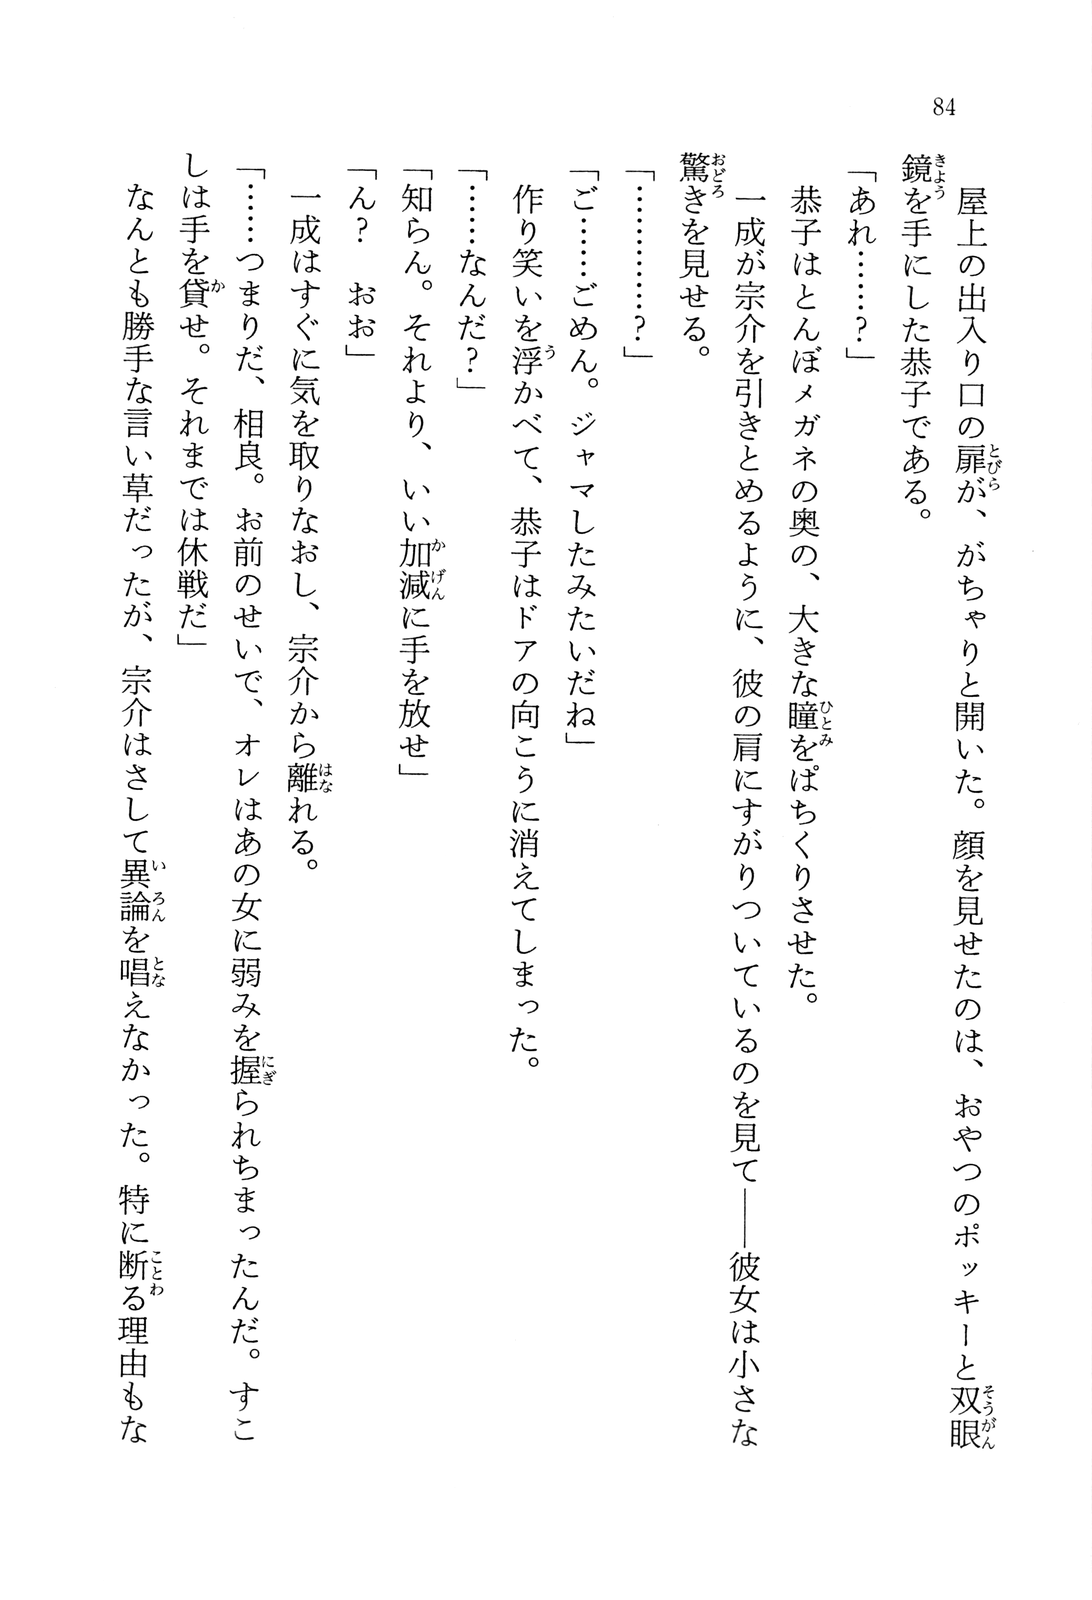 84
　屋上の出入り口の扉が、がちゃりと開いた。顔を見せたのは、おやつのポッキーと双眼
鏡を手にした恭子である。
「あれ……？」
　恭子はとんぼメガネの奥の、大きな瞳をぱちくりさせた。
　一成が宗介を引きとめるように、彼の肩にすがりついているのを見て――彼女は小さな
驚きを見せる。
「…………？」
「ご……ごめん。ジャマしたみたいだね」
　作り笑いを浮かべて、恭子はドアの向こうに消えてしまった。
「……なんだ？」
「知らん。それより、いい加減に手を放せ」
「ん？　おお」
　一成はすぐに気を取りなおし、宗介から離れる。
「……つまりだ、相良。お前のせいで、オレはあの女に弱みを握られちまったんだ。すこ
しは手を貸せ。それまでは休戦だ」
　なんとも勝手な言い草だったが、宗介はさして異論を唱えなかった。特に断る理由もな